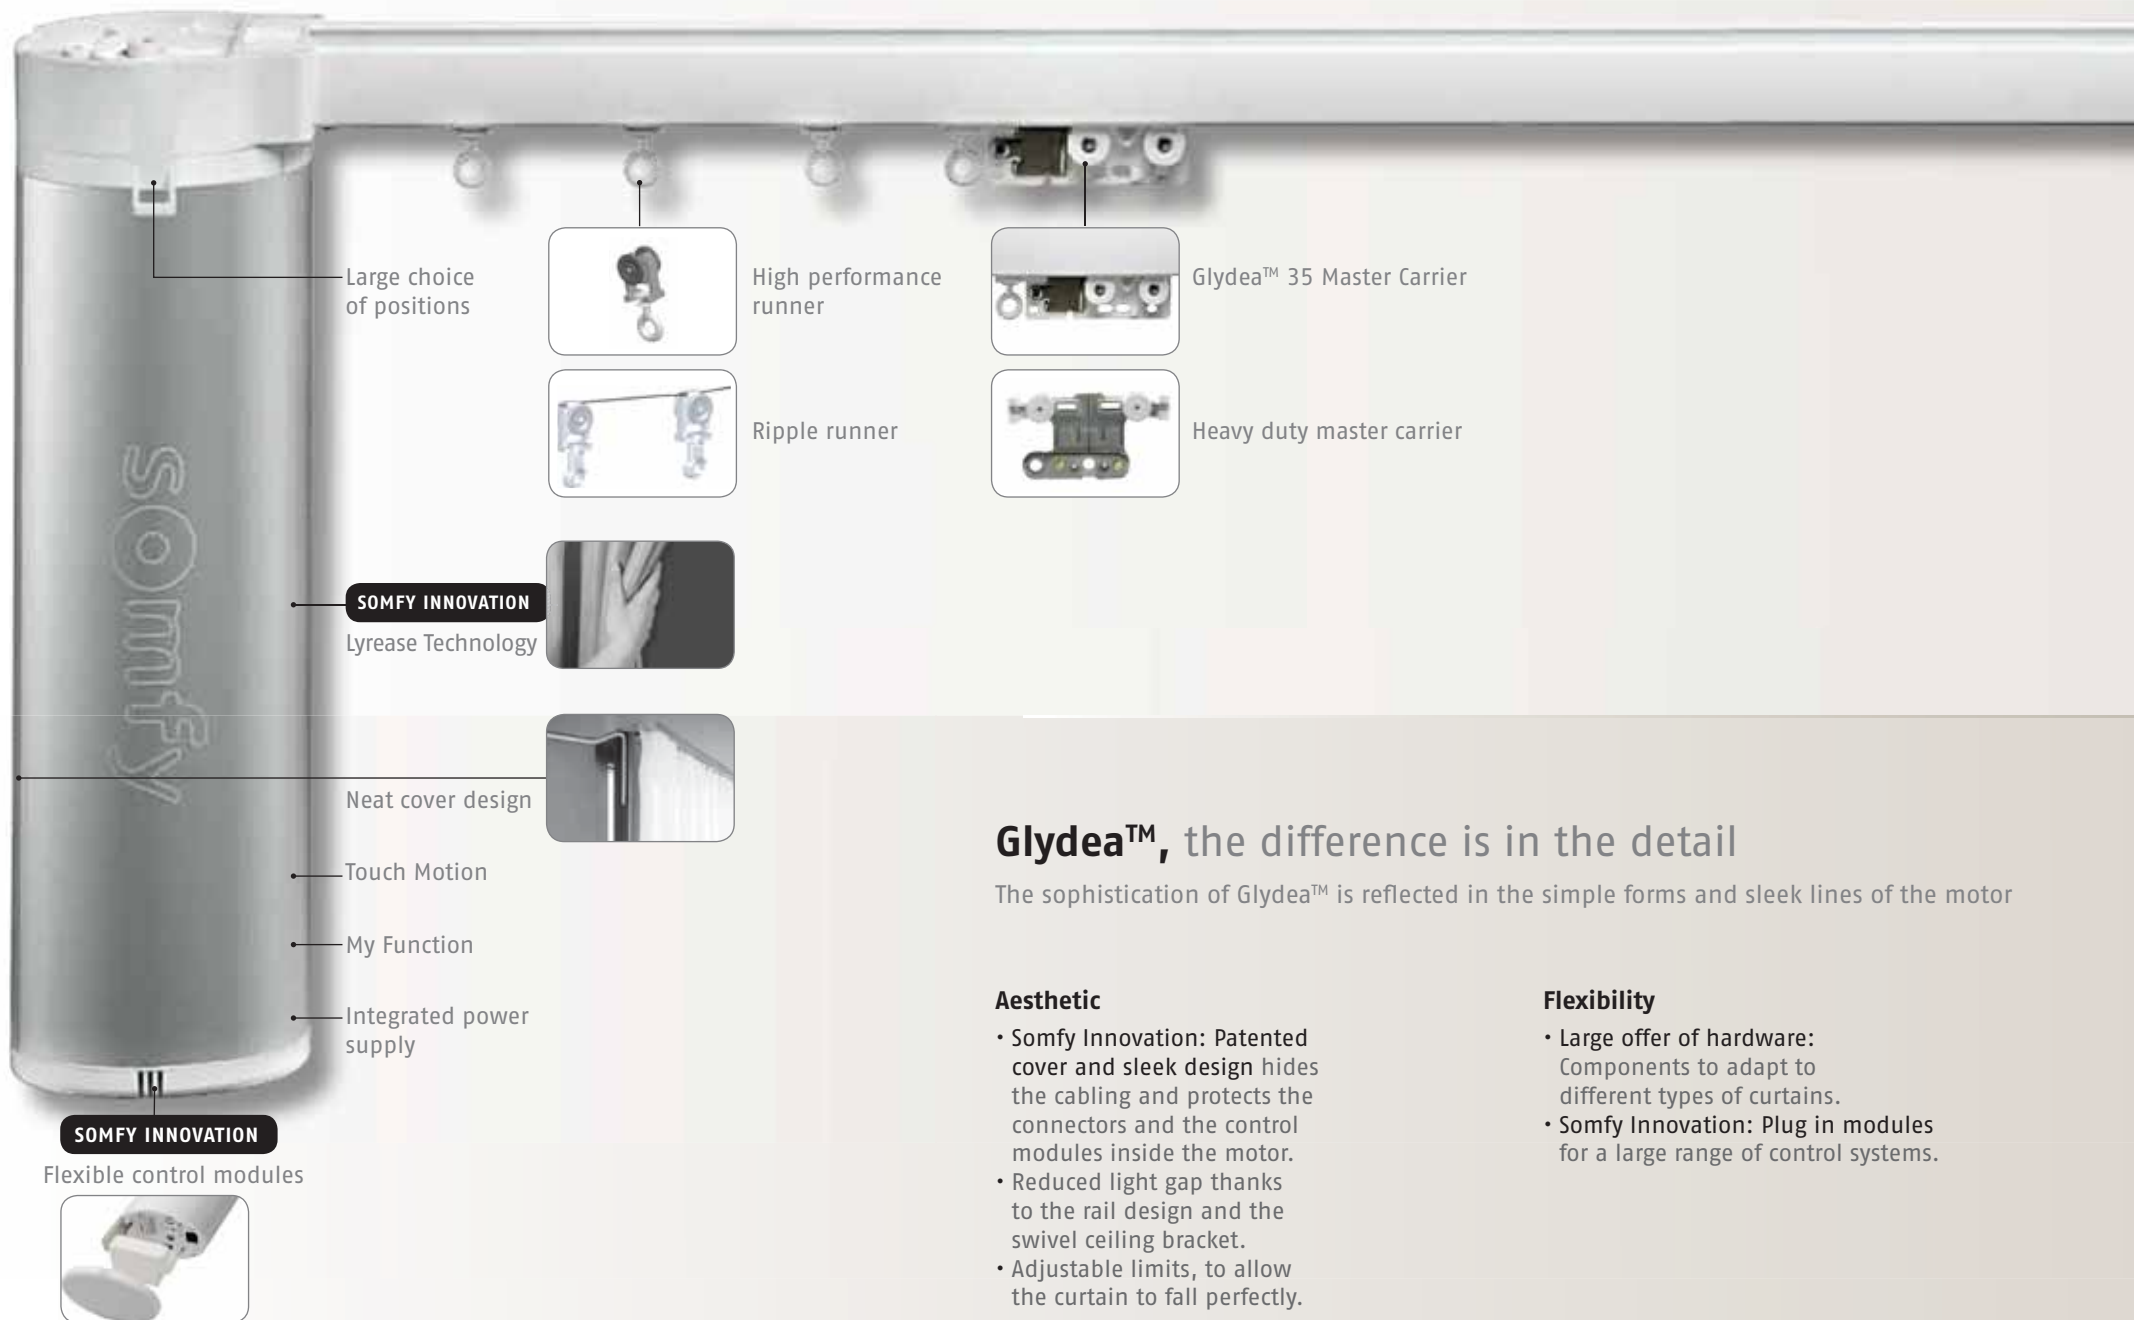 Large choice
of positions
High performance
runner
Glydea™ 35 Master Carrier
Ripple runner
Heavy duty master carrier
somfy
SOMFY INNOVATION
Lyrease Technology
Neat cover design
Touch Motion
My Function
Integrated power
supply
SOMFY INNOVATION
Flexible control modules
Glydea™, the difference is in the detail
The sophistication of Glydea™ is reflected in the simple forms and sleek lines of the motor
Aesthetic
• Somfy Innovation: Patented
cover and sleek design hides
the cabling and protects the
connectors and the control
modules inside the motor.
• Reduced light gap thanks
to the rail design and the
swivel ceiling bracket.
• Adjustable limits, to allow
the curtain to fall perfectly.
Flexibility
• Large offer of hardware:
Components to adapt to
different types of curtains.
• Somfy Innovation: Plug in modules
for a large range of control systems.